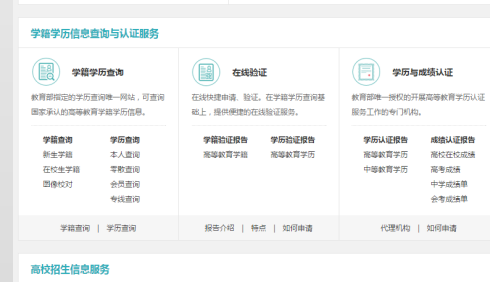 学籍学历信息查询与认证服务
学籍学历查询
教育部指定的学历查询唯一网站，可查询
国家承认的高等教育学籍学历信息。
学籍查询 学历查询
新生学籍 本人查询
在校生学籍 零散查询
图像校对 会员查询
专线查询
学籍查询 | 学历查询
在线验证
在线快捷申请、验证。在学籍学历查询基
础上，提供便捷的在线验证服务。
学籍验证报告 学历验证报告
高等教育学籍 高等教育学历
报告介绍 | 特点 | 如何申请
学历与成绩认证
教育部唯一授权的开展高等教育学历认证
服务工作的专门机构。
学历认证报告 成绩认证报告
高等教育学历 高校在校成绩
中等教育学历 高考成绩
中学成绩单
会考成绩单
代理机构 | 如何申请
高校招生信息服务